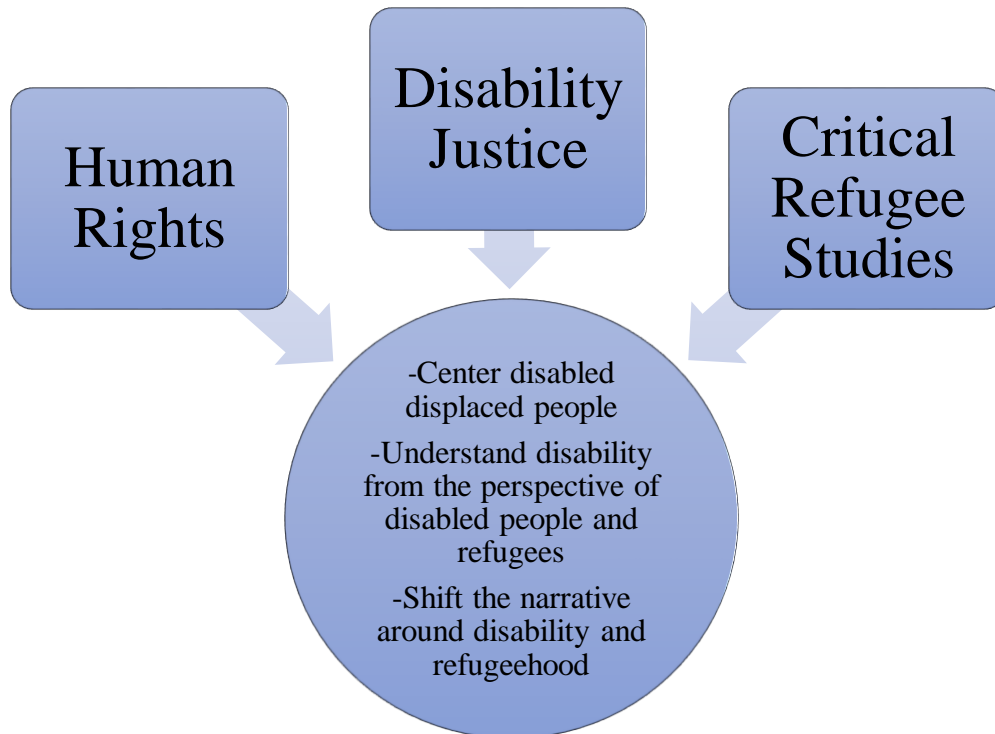 Human
Rights
Disability
Justice
Critical
Refugee
Studies
-Center disabled
displaced people
-Understand disability
from the perspective of
disabled people and
refugees
-Shift the narrative
around disability and
refugeehood